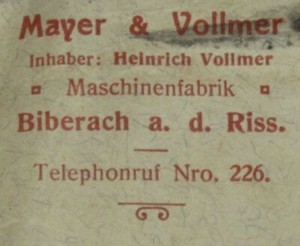 Mayer & Vollmer
Inhaber: Heinrich Vollmer
Maschinenfabrik
Biberach a. d. Riss.
Telephonruf Nro. 226.